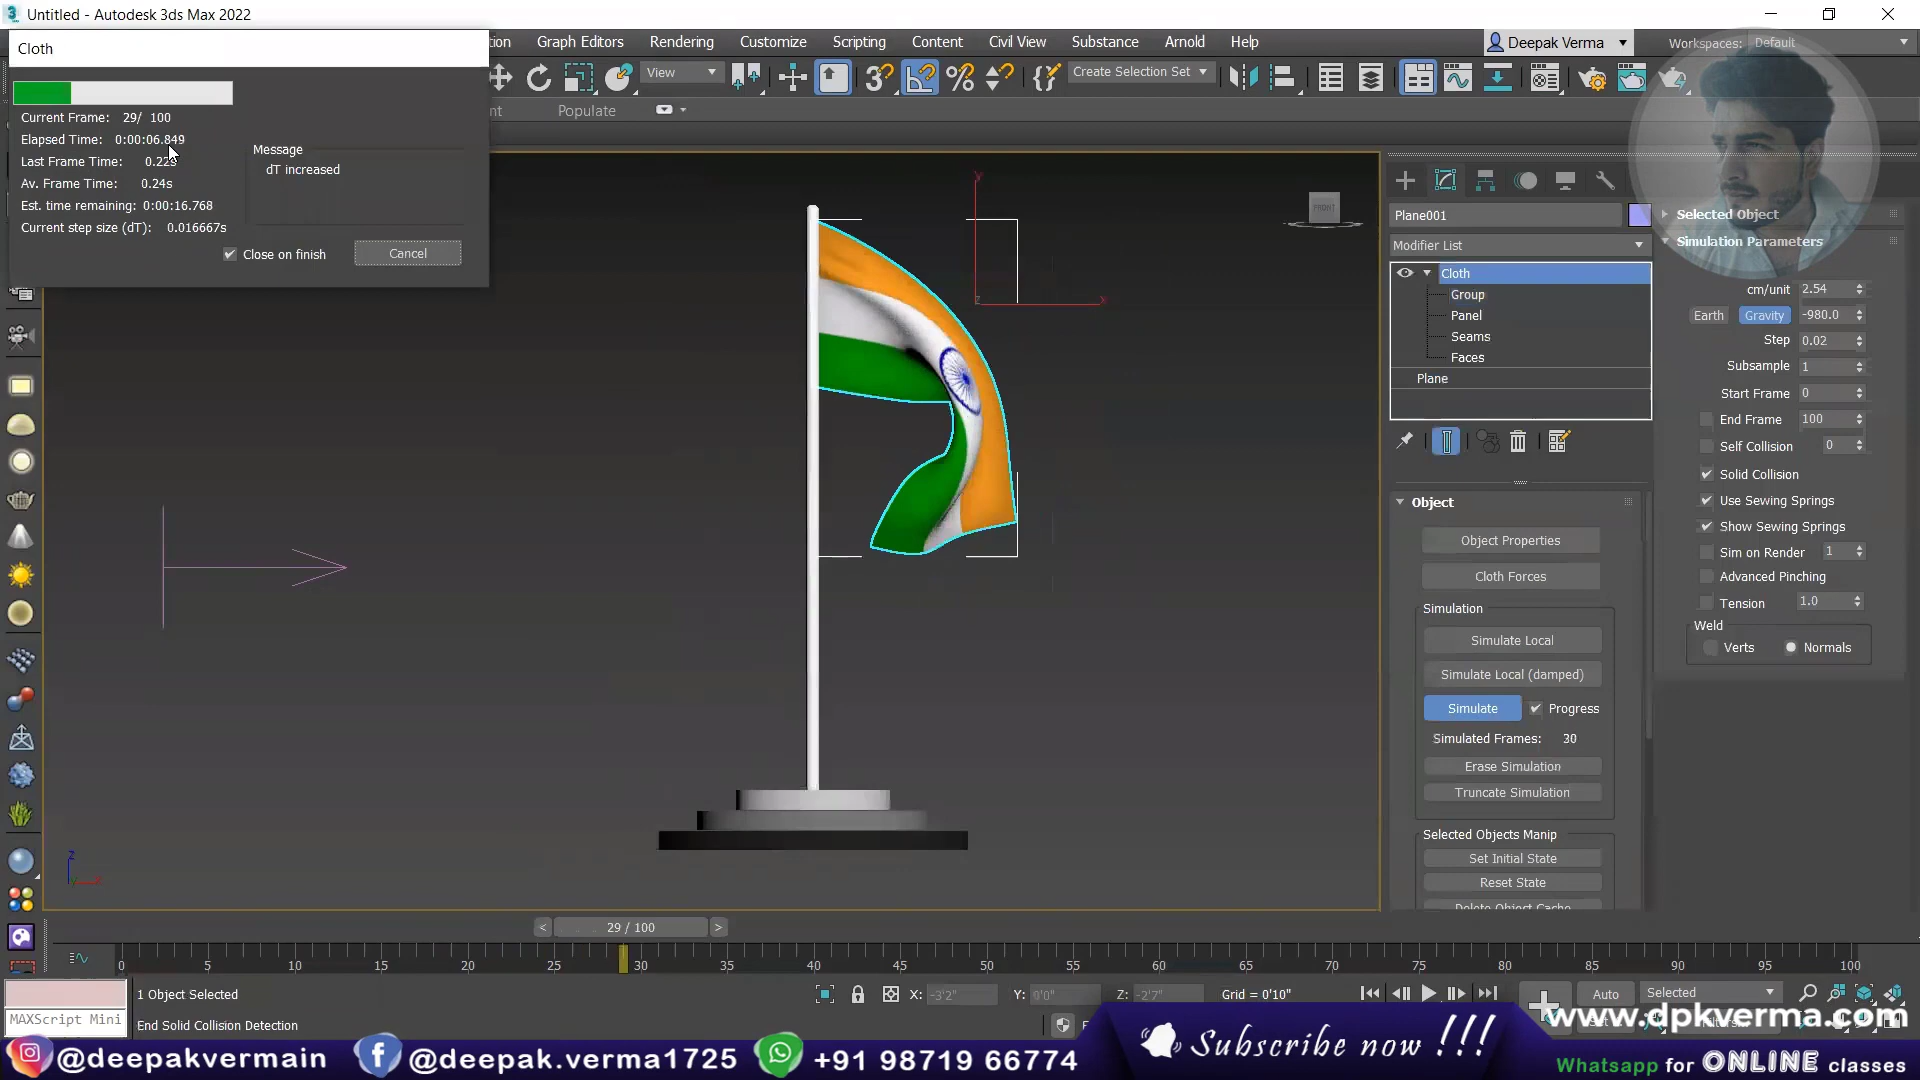 Untitled - Autodesk 3ds Max 2022
Cloth
Graph Editors Rendering Customize Scripting Content Civil View Substance Arnold Help
Deepak Verma
Workspaces: Default
View
Create Selection Set
Populate
Current Frame: 29/ 100
Elapsed Time: 0:00:06.849
Last Frame Time: 0.22s
Av. Frame Time: 0.24s
Est. time remaining: 0:00:16.768
Current step size (dT): 0.016667s
Message
dT increased
Close on finish
Cancel
FRONT
Y
X
Z
Plane001
Modifier List
Cloth
Group
Panel
Seams
Faces
Plane
Object
Object Properties
Cloth Forces
Simulation
Simulate Local
Simulate Local (damped)
Simulate Progress
Simulated Frames: 30
Erase Simulation
Truncate Simulation
Selected Objects Manip
Set Initial State
Reset State
Delete Object Cache
Selected Object
Simulation Parameters
cm/unit 2.54
Earth Gravity -980.0
Step 0.02
Subsample 1
Start Frame 0
End Frame 100
Self Collision 0
Solid Collision
Use Sewing Springs
Show Sewing Springs
Sim on Render 1
Advanced Pinching
Tension 1.0
Weld
Verts Normals
< 29 / 100 >
0 5 10 15 20 25 30 35 40 45 50 55 60 65 70 75 80 85 90 95 100
1 Object Selected
X: -3'2" Y: 0'0" Z: -2'7" Grid = 0'10"
Auto Selected
MAXScript Mini
End Solid Collision Detection
www.dpkverma.com
@deepakvermain @deepak.verma1725 +91 98719 66774
Subscribe now !!!
Whatsapp for ONLINE classes